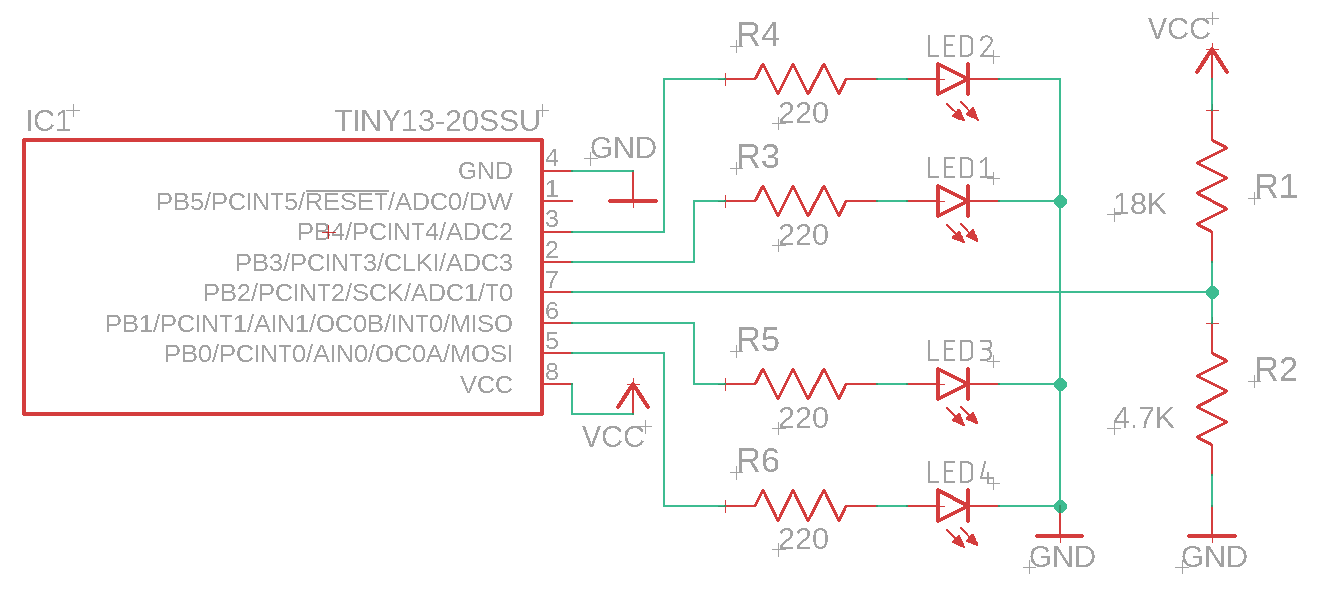 IC1
TINY13-20SSU
GND
PB5/PCINT5/RESET/ADC0/DW
PB4/PCINT4/ADC2
PB3/PCINT3/CLKI/ADC3
PB2/PCINT2/SCK/ADC1/T0
PB1/PCINT1/AIN1/OC0B/INT0/MISO
PB0/PCINT0/AIN0/OC0A/MOSI
VCC
4
1
3
2
7
6
5
8
GND
VCC
R4
220
LED2
R3
220
LED1
R5
220
LED3
R6
220
LED4
GND
VCC
R1
18K
R2
4.7K
GND